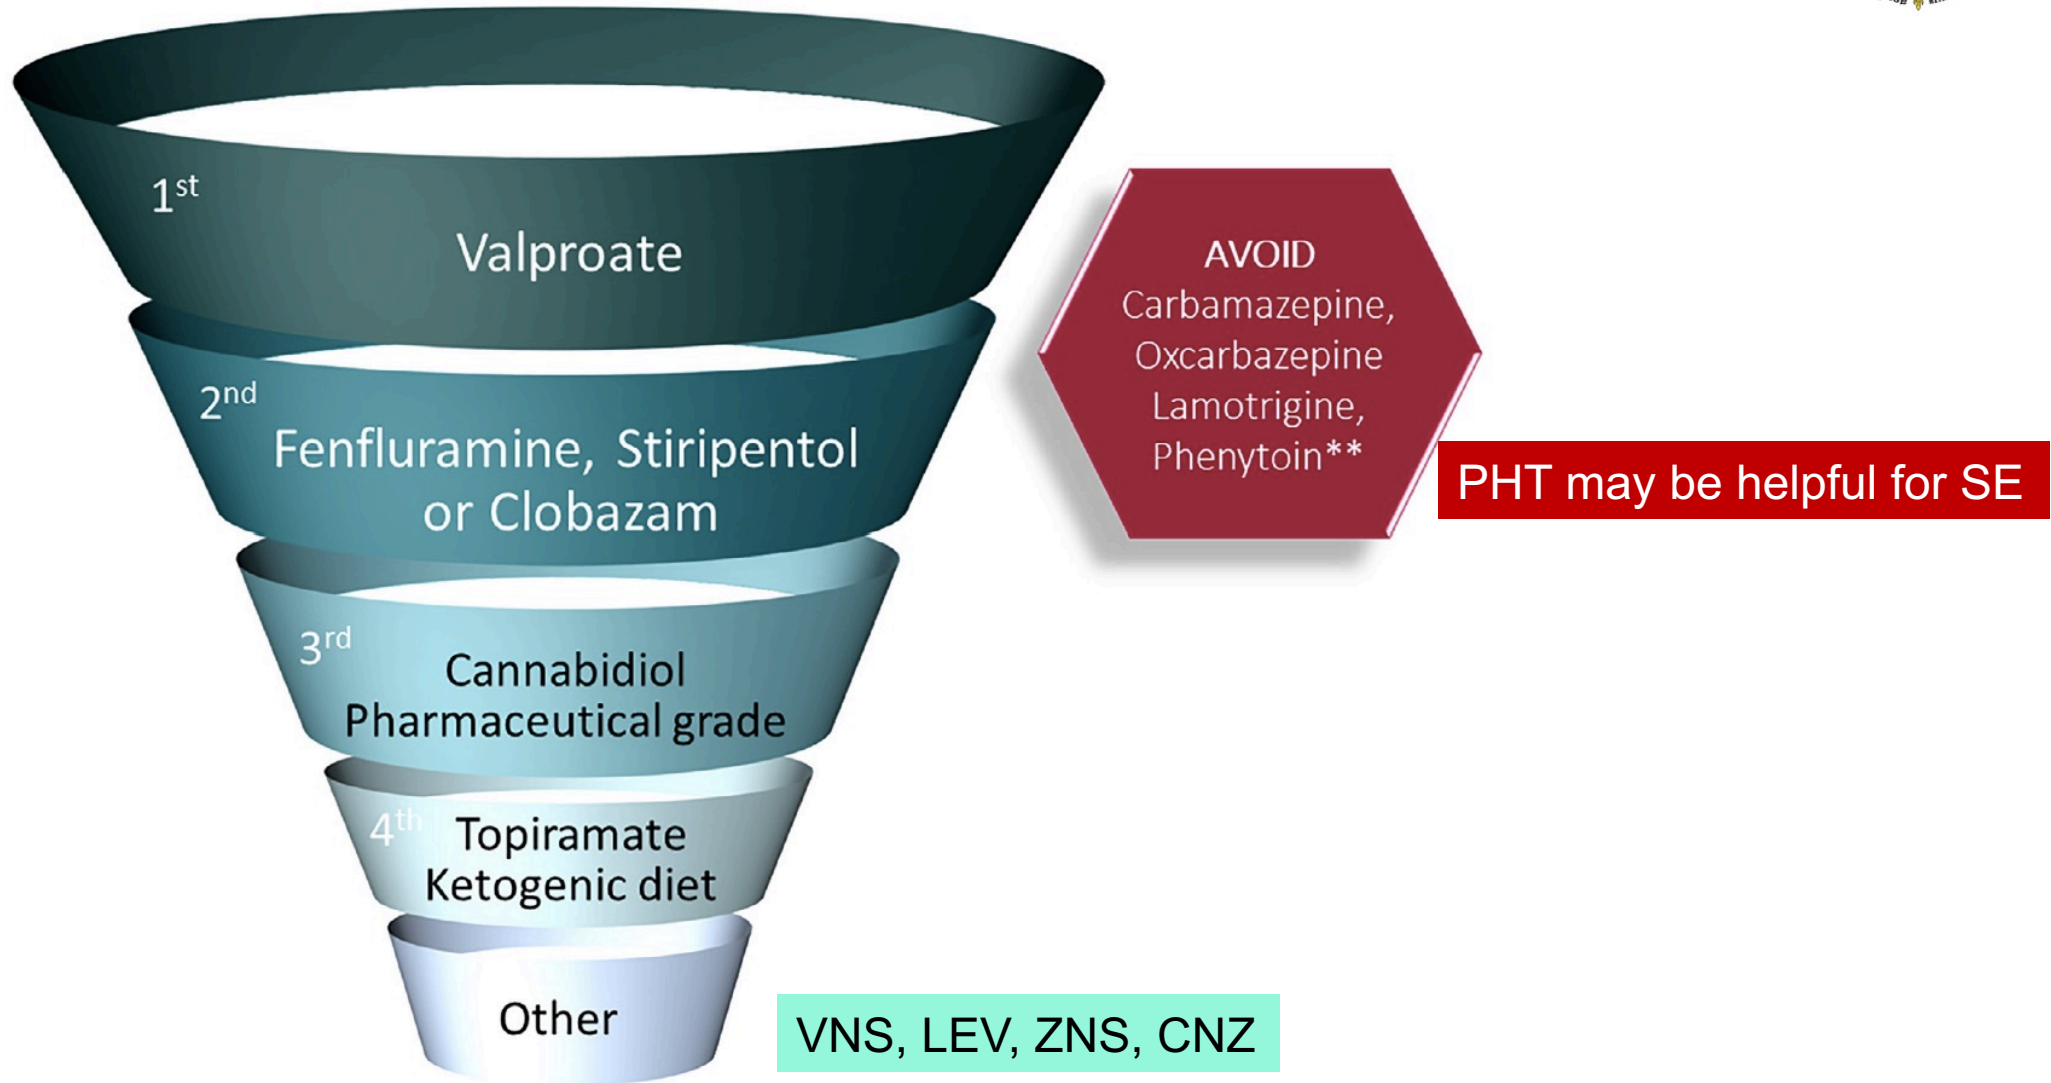 1st
Valproate
2nd
Fenfluramine, Stiripentol
or Clobazam
3rd
Cannabidiol
Pharmaceutical grade
4th
Topiramate
Ketogenic diet
Other
AVOID
Carbamazepine,
Oxcarbazepine
Lamotrigine,
Phenytoin**
PHT may be helpful for SE
VNS, LEV, ZNS, CNZ